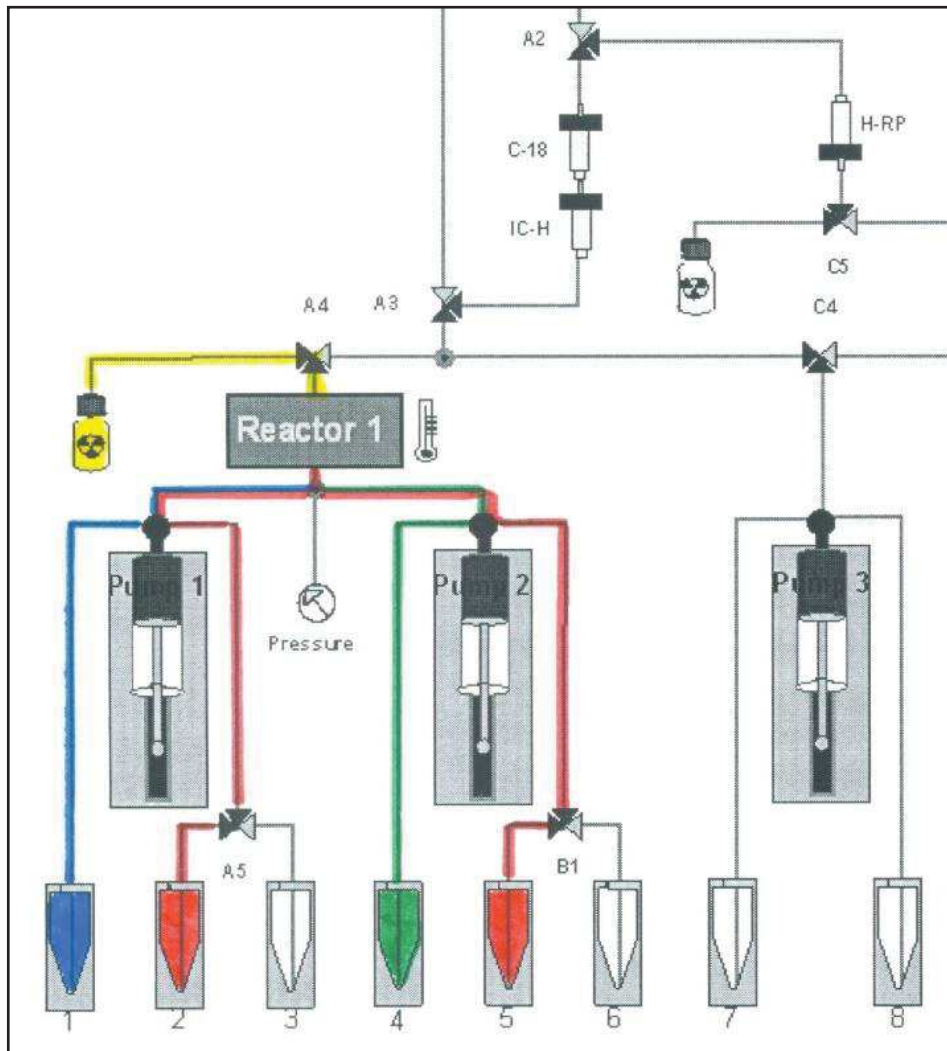 A2
H-RP
C-18
IC-H
C5
A4
A3
C4
Reactor 1
Pump 1
Pump 2
Pump 3
Pressure
A5
B1
1
2
3
4
5
6
7
8